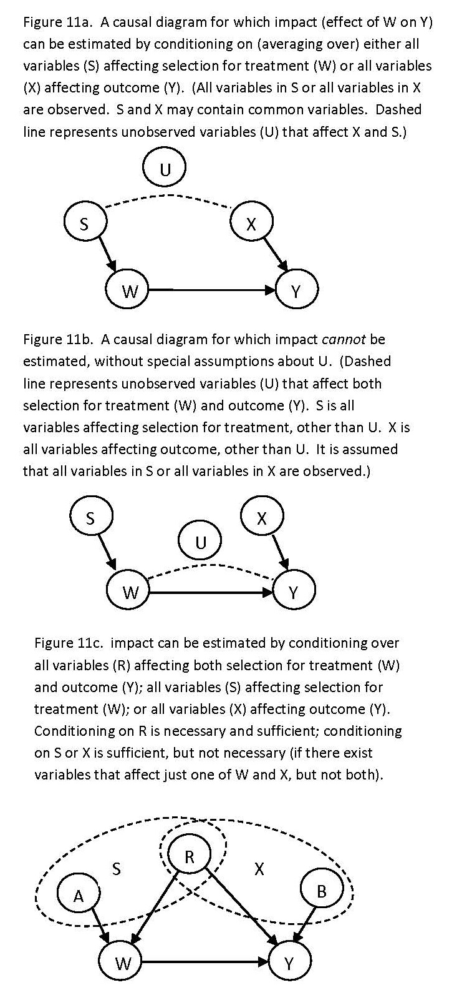 Figure 11a.  A causal diagram for which impact (effect of W on Y)
can be estimated by conditioning on (averaging over) either all
variables (S) affecting selection for treatment (W) or all variables
(X) affecting outcome (Y).  (All variables in S or all variables in X
are observed.  S and X may contain common variables.  Dashed
line represents unobserved variables (U) that affect X and S.)
U
S
X
W
Y
Figure 11b.  A causal diagram for which impact cannot be
estimated, without special assumptions about U.  (Dashed
line represents unobserved variables (U) that affect both
selection for treatment (W) and outcome (Y).  S is all
variables affecting selection for treatment, other than U.  X is
all variables affecting outcome, other than U.  It is assumed
that all variables in S or all variables in X are observed.)
S
X
U
W
Y
Figure 11c.  impact can be estimated by conditioning over
all variables (R) affecting both selection for treatment (W)
and outcome (Y); all variables (S) affecting selection for
treatment (W); or all variables (X) affecting outcome (Y).
Conditioning on R is necessary and sufficient; conditioning
on S or X is sufficient, but not necessary (if there exist
variables that affect just one of W and X, but not both).
R
S
X
A
B
W
Y